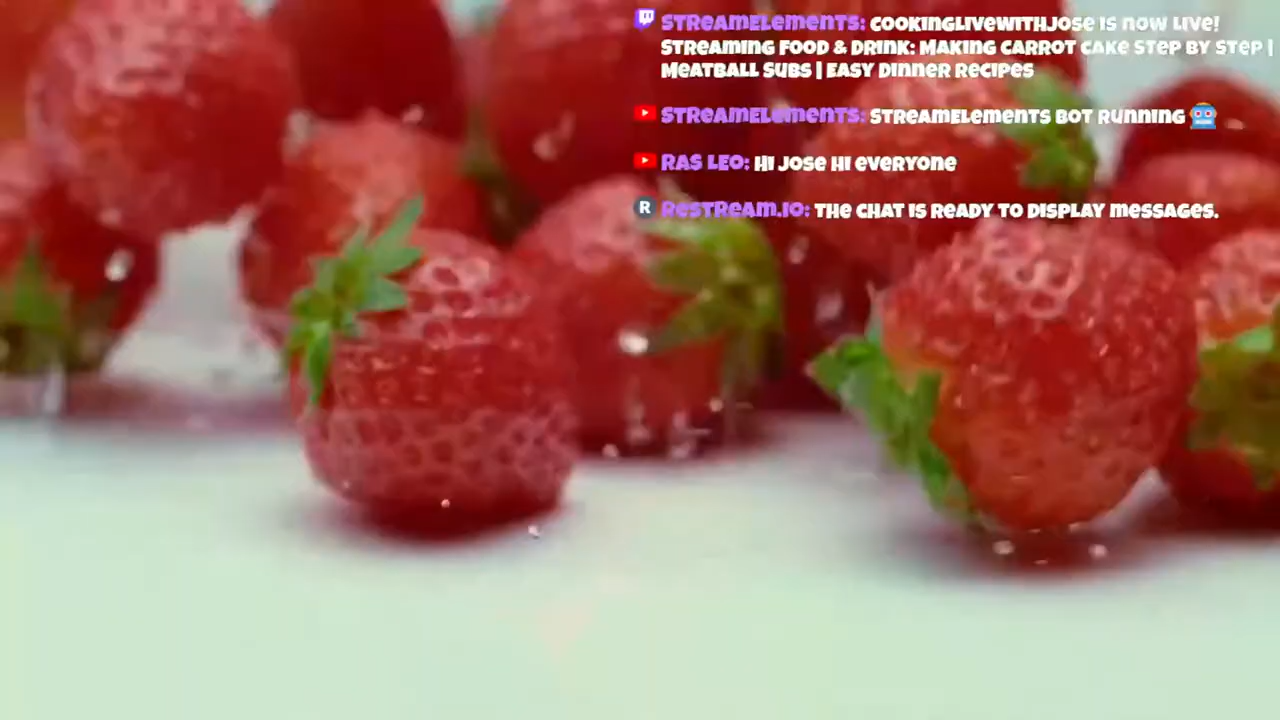 StreamElements: cookinglivewithjose is now live!
Streaming Food & Drink: Making CARROT CAKE Step by Step |
Meatball Subs | EASY Dinner Recipes
StreamElements: StreamElements Bot Running
RAS LEO: Hi Jose Hi everyone
R Restream.io: The chat is ready to display messages.